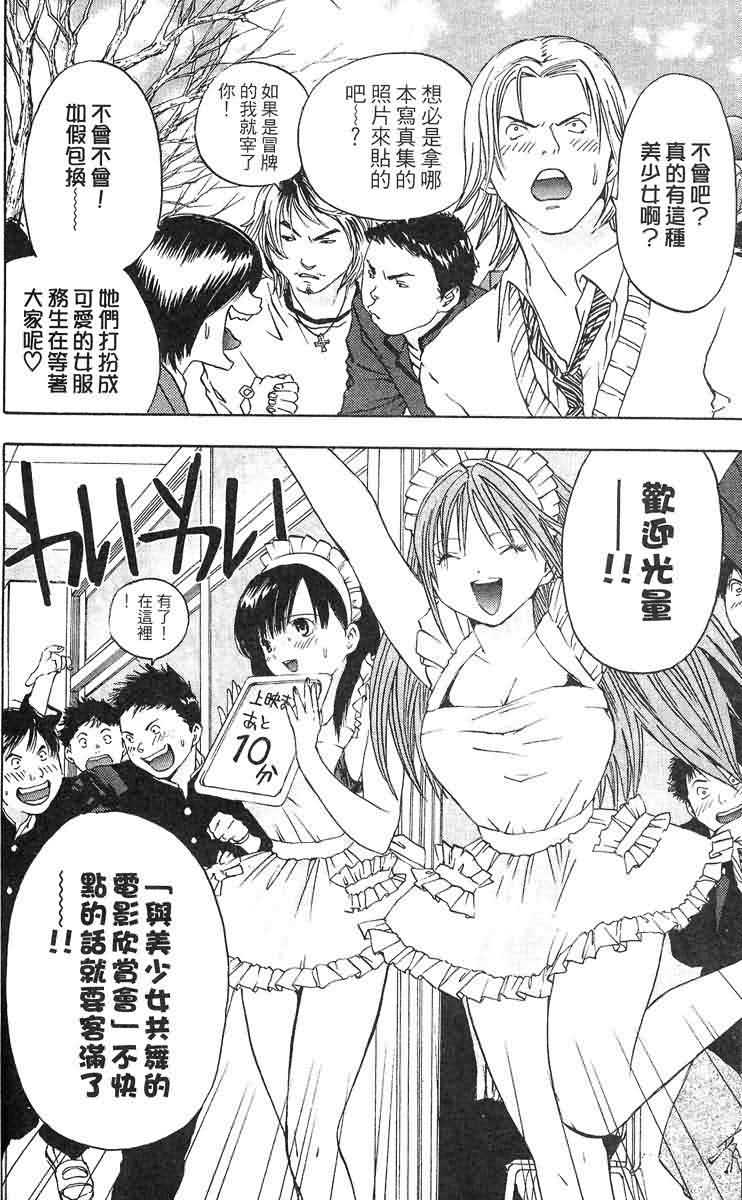 不會吧？
真的有這種
美少女啊？
想必是拿哪
本寫真集的
照片來貼的
吧～？
如果是冒牌
的我就宰了
你！
不會不會！
如假包換～
她們打扮成
可愛的女服
務生在等著
大家呢♡
歡迎光量
——!!
わいわい
有了！
在這裡
！
上映まで
あと
10分
「與美少女共舞的
電影欣賞會」不快
點的話就要客滿了
～～!!